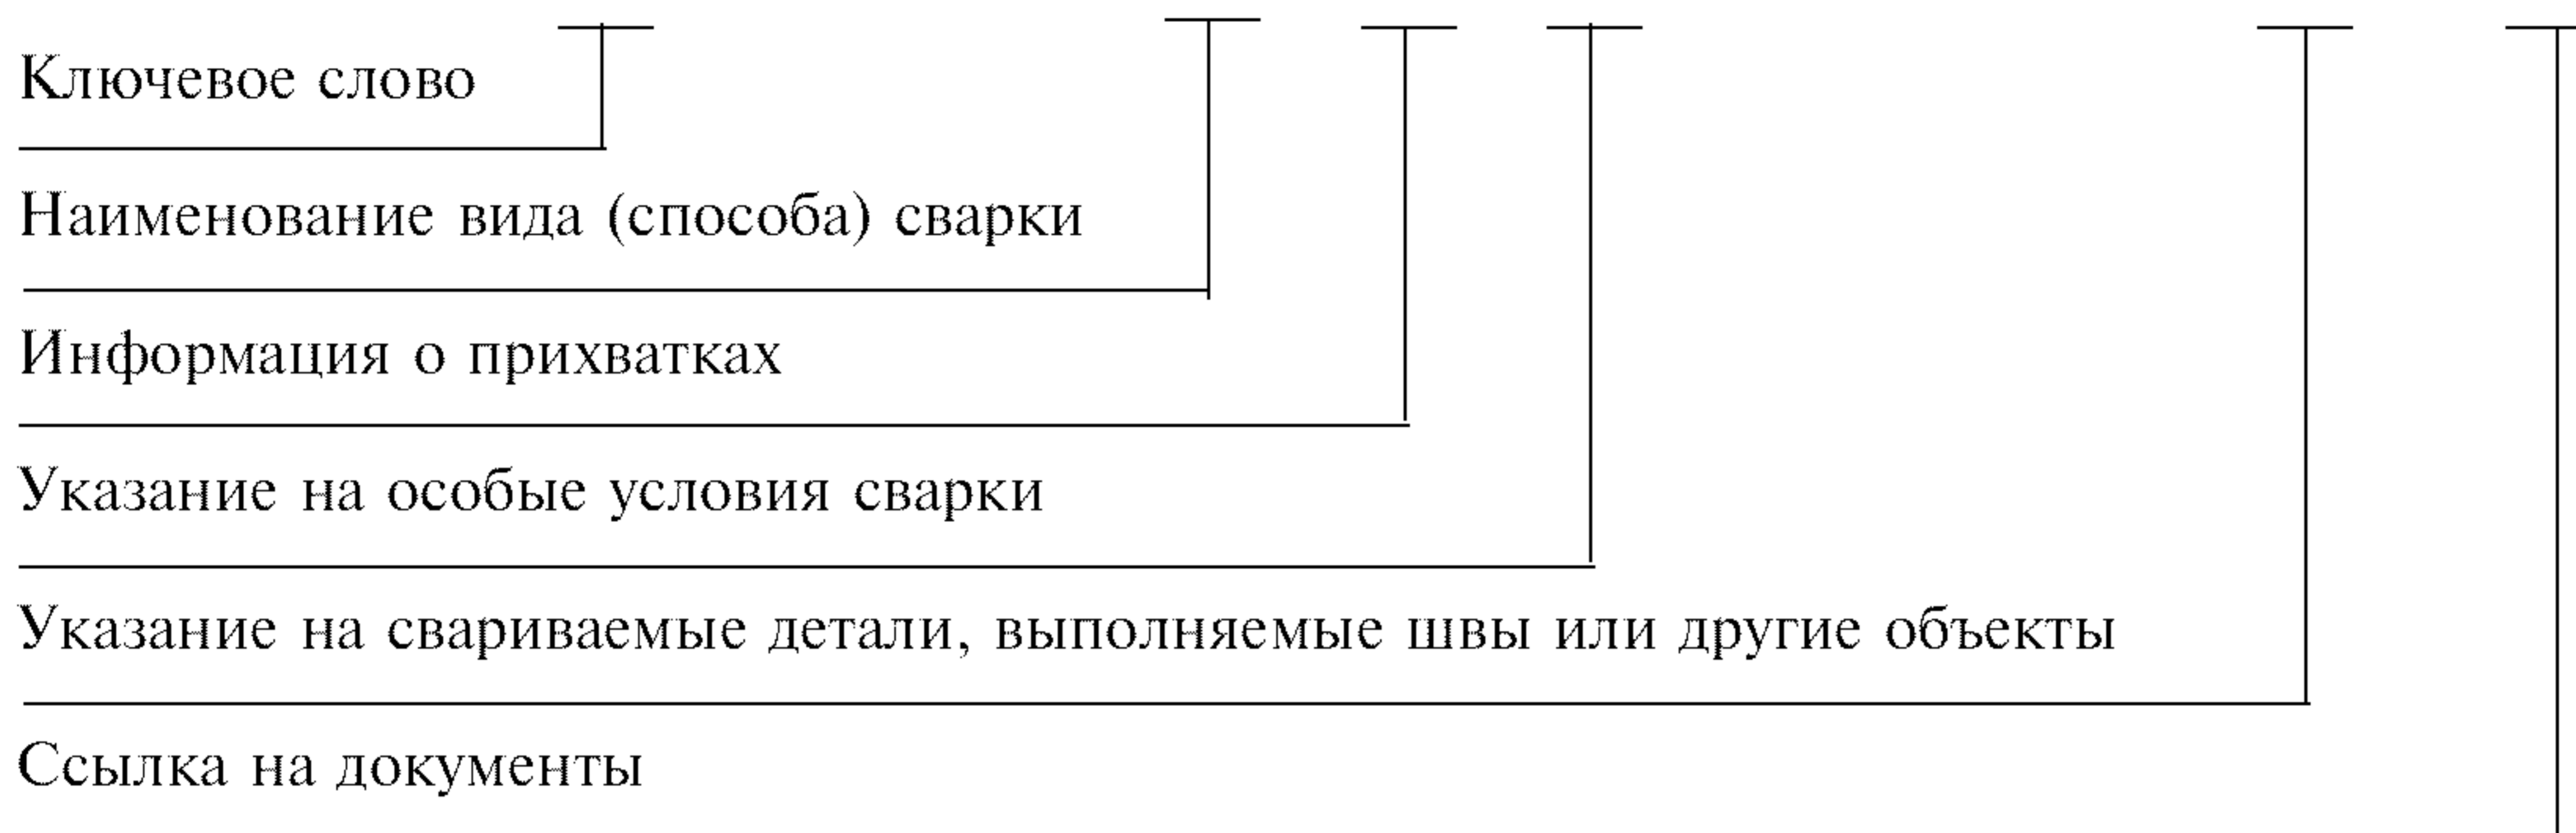 Ключевое слово
Наименование вида (способа) сварки
Информация о прихватках
Указание на особые условия сварки
Указание на свариваемые детали, выполняемые швы или другие объекты
Ссылка на документы